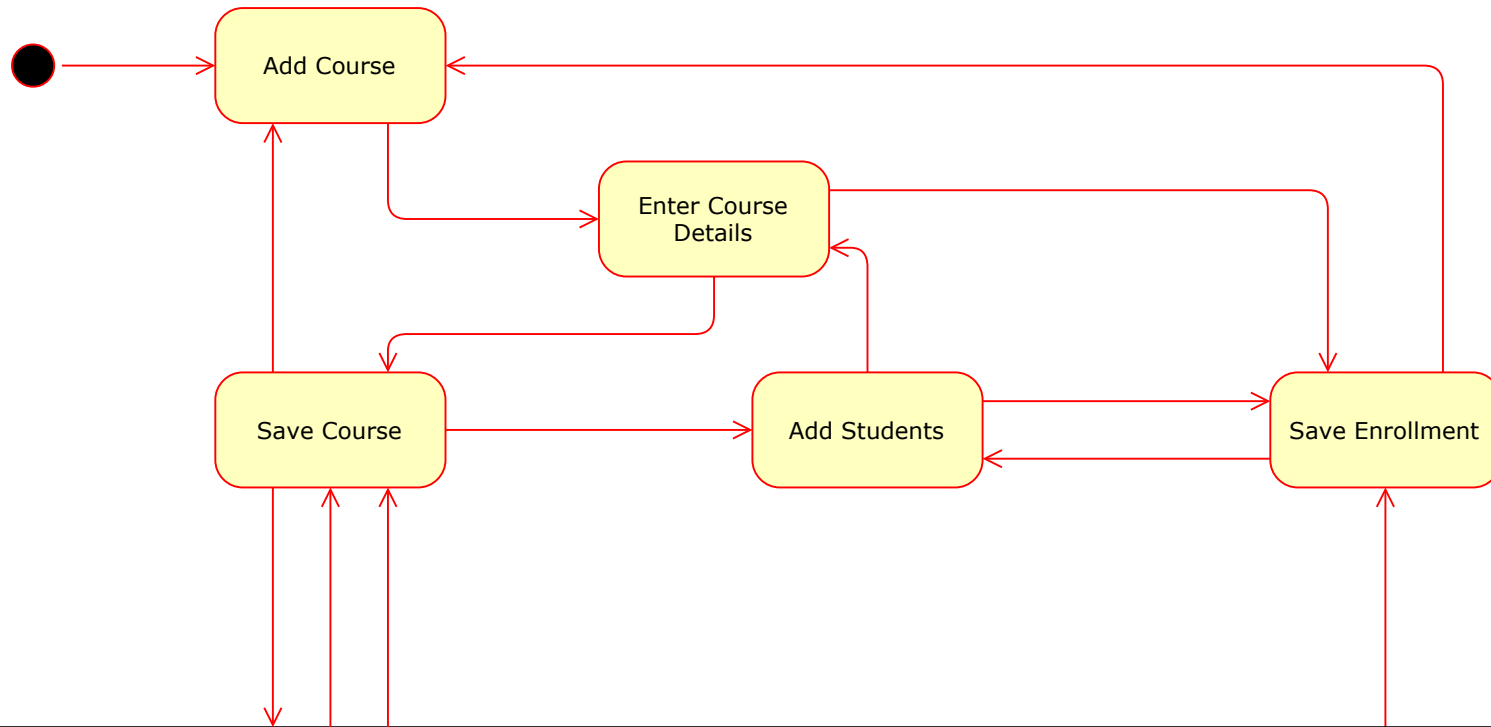 Add Course
Enter Course
Details
Save Course
Add Students
Save Enrollment